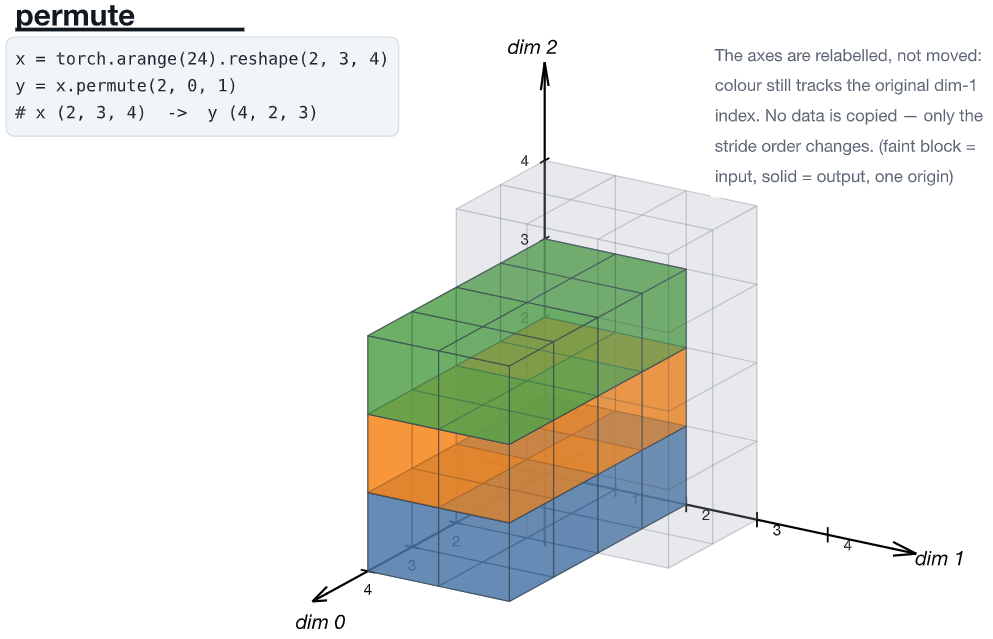 permute
x = torch.arange(24).reshape(2, 3, 4)
y = x.permute(2, 0, 1)
# x (2, 3, 4)  ->  y (4, 2, 3)
The axes are relabelled, not moved:
colour still tracks the original dim-1
index. No data is copied — only the
stride order changes. (faint block =
input, solid = output, one origin)
dim 2
4
3
2
1
2
3
4
dim 1
2
3
4
dim 0